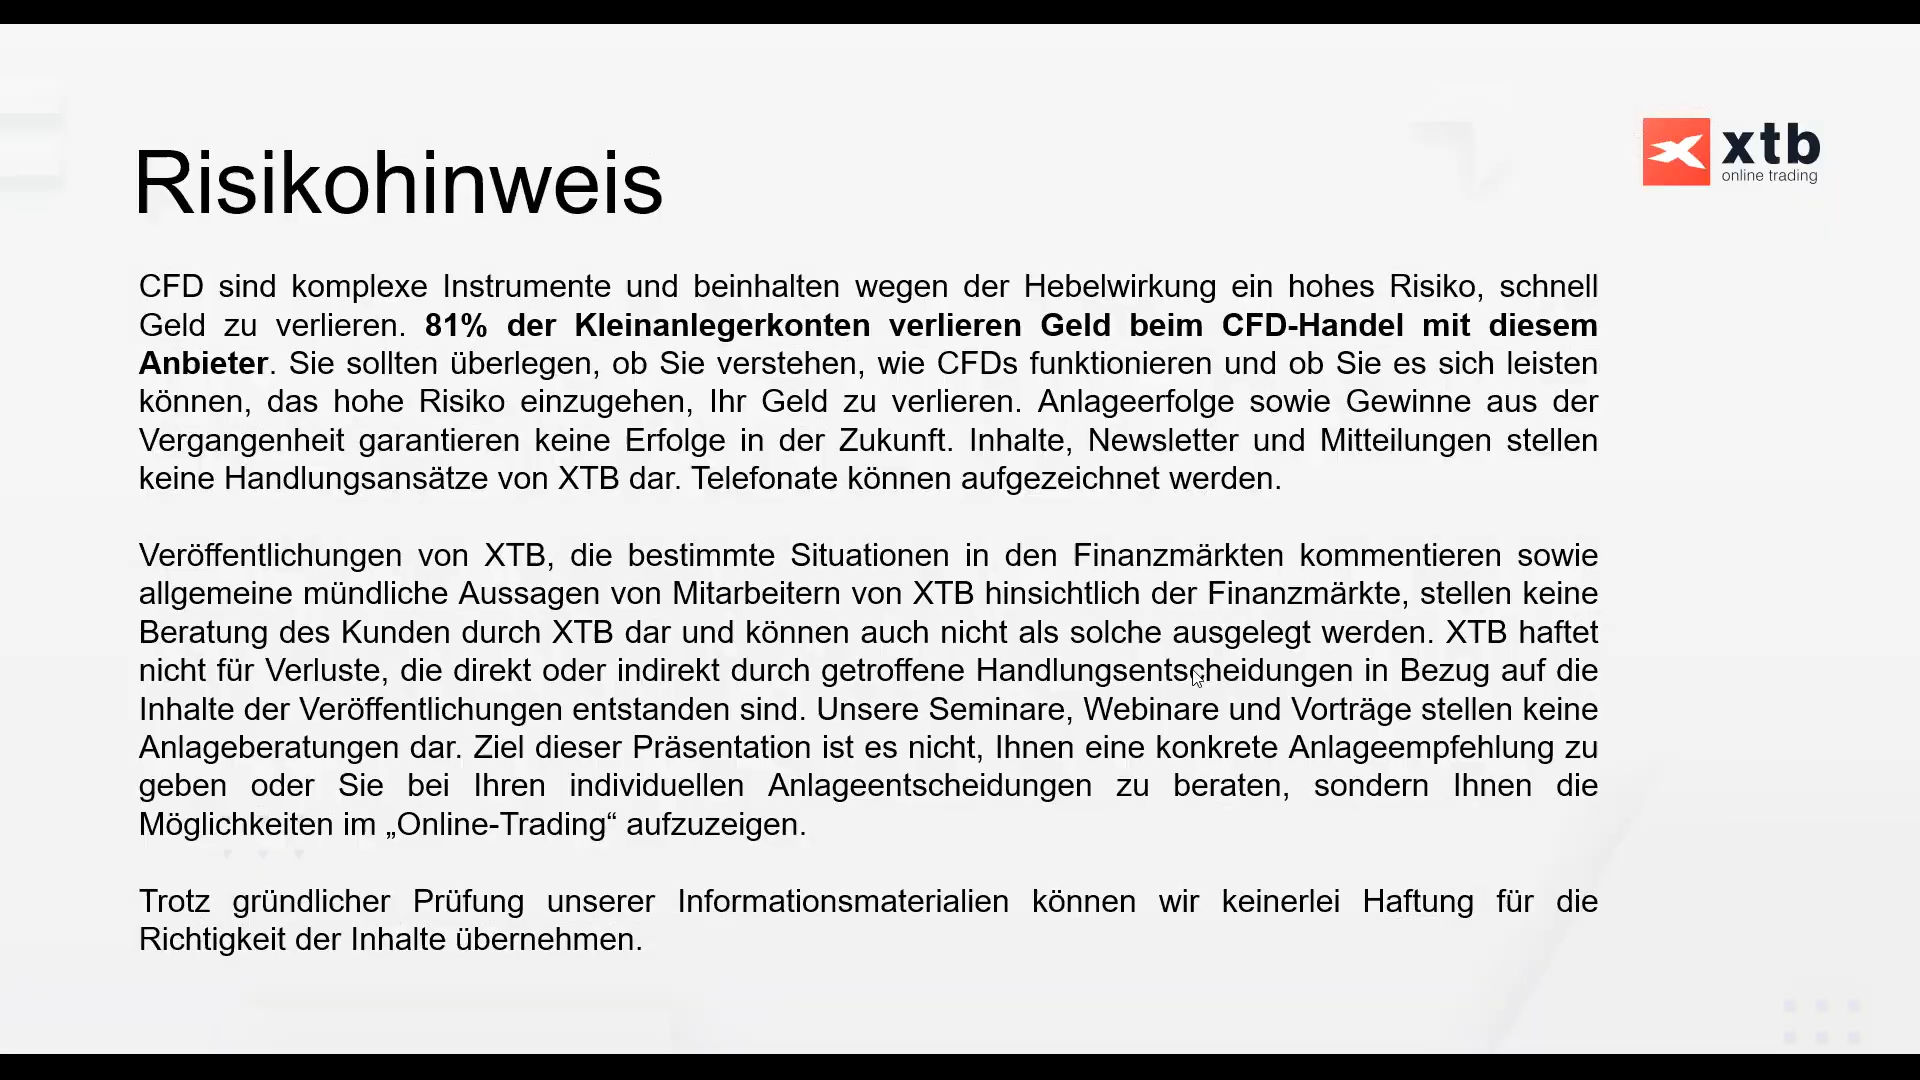 xtb
online trading
Risikohinweis
CFD sind komplexe Instrumente und beinhalten wegen der Hebelwirkung ein hohes Risiko, schnell
Geld zu verlieren. 81% der Kleinanlegerkonten verlieren Geld beim CFD-Handel mit diesem
Anbieter. Sie sollten überlegen, ob Sie verstehen, wie CFDs funktionieren und ob Sie es sich leisten
können, das hohe Risiko einzugehen, Ihr Geld zu verlieren. Anlageerfolge sowie Gewinne aus der
Vergangenheit garantieren keine Erfolge in der Zukunft. Inhalte, Newsletter und Mitteilungen stellen
keine Handlungsansätze von XTB dar. Telefonate können aufgezeichnet werden.
Veröffentlichungen von XTB, die bestimmte Situationen in den Finanzmärkten kommentieren sowie
allgemeine mündliche Aussagen von Mitarbeitern von XTB hinsichtlich der Finanzmärkte, stellen keine
Beratung des Kunden durch XTB dar und können auch nicht als solche ausgelegt werden. XTB haftet
nicht für Verluste, die direkt oder indirekt durch getroffene Handlungsentscheidungen in Bezug auf die
Inhalte der Veröffentlichungen entstanden sind. Unsere Seminare, Webinare und Vorträge stellen keine
Anlageberatungen dar. Ziel dieser Präsentation ist es nicht, Ihnen eine konkrete Anlageempfehlung zu
geben oder Sie bei Ihren individuellen Anlageentscheidungen zu beraten, sondern Ihnen die
Möglichkeiten im „Online-Trading“ aufzuzeigen.
Trotz gründlicher Prüfung unserer Informationsmaterialien können wir keinerlei Haftung für die
Richtigkeit der Inhalte übernehmen.